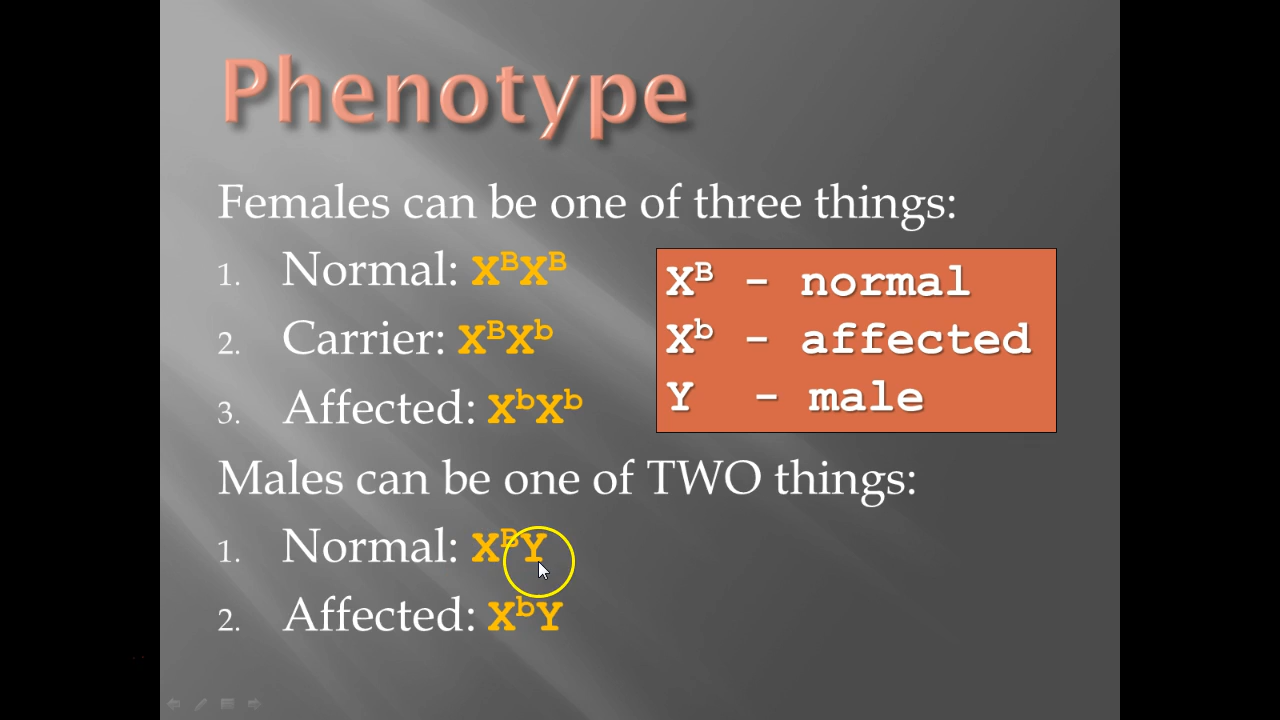 Phenotype
Females can be one of three things:
1. Normal: XᴮXᴮ
2. Carrier: XᴮXᵇ
3. Affected: XᵇXᵇ
Xᴮ - normal
Xᵇ - affected
Y - male
Males can be one of TWO things:
1. Normal: XᴮY
2. Affected: XᵇY